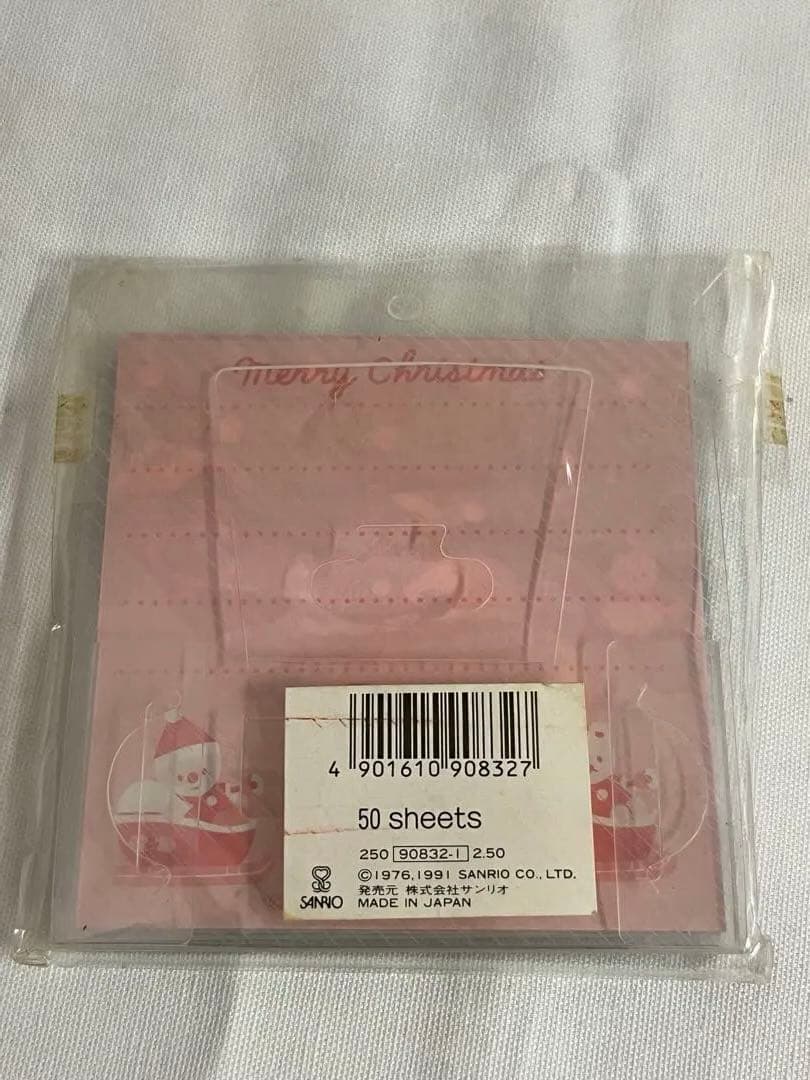 Merry Christmas
4 901610 908327
50 sheets
250 90832-1 2.50
©1976,1991 SANRIO CO., LTD.
発売元 株式会社サンリオ
SANRIO MADE IN JAPAN